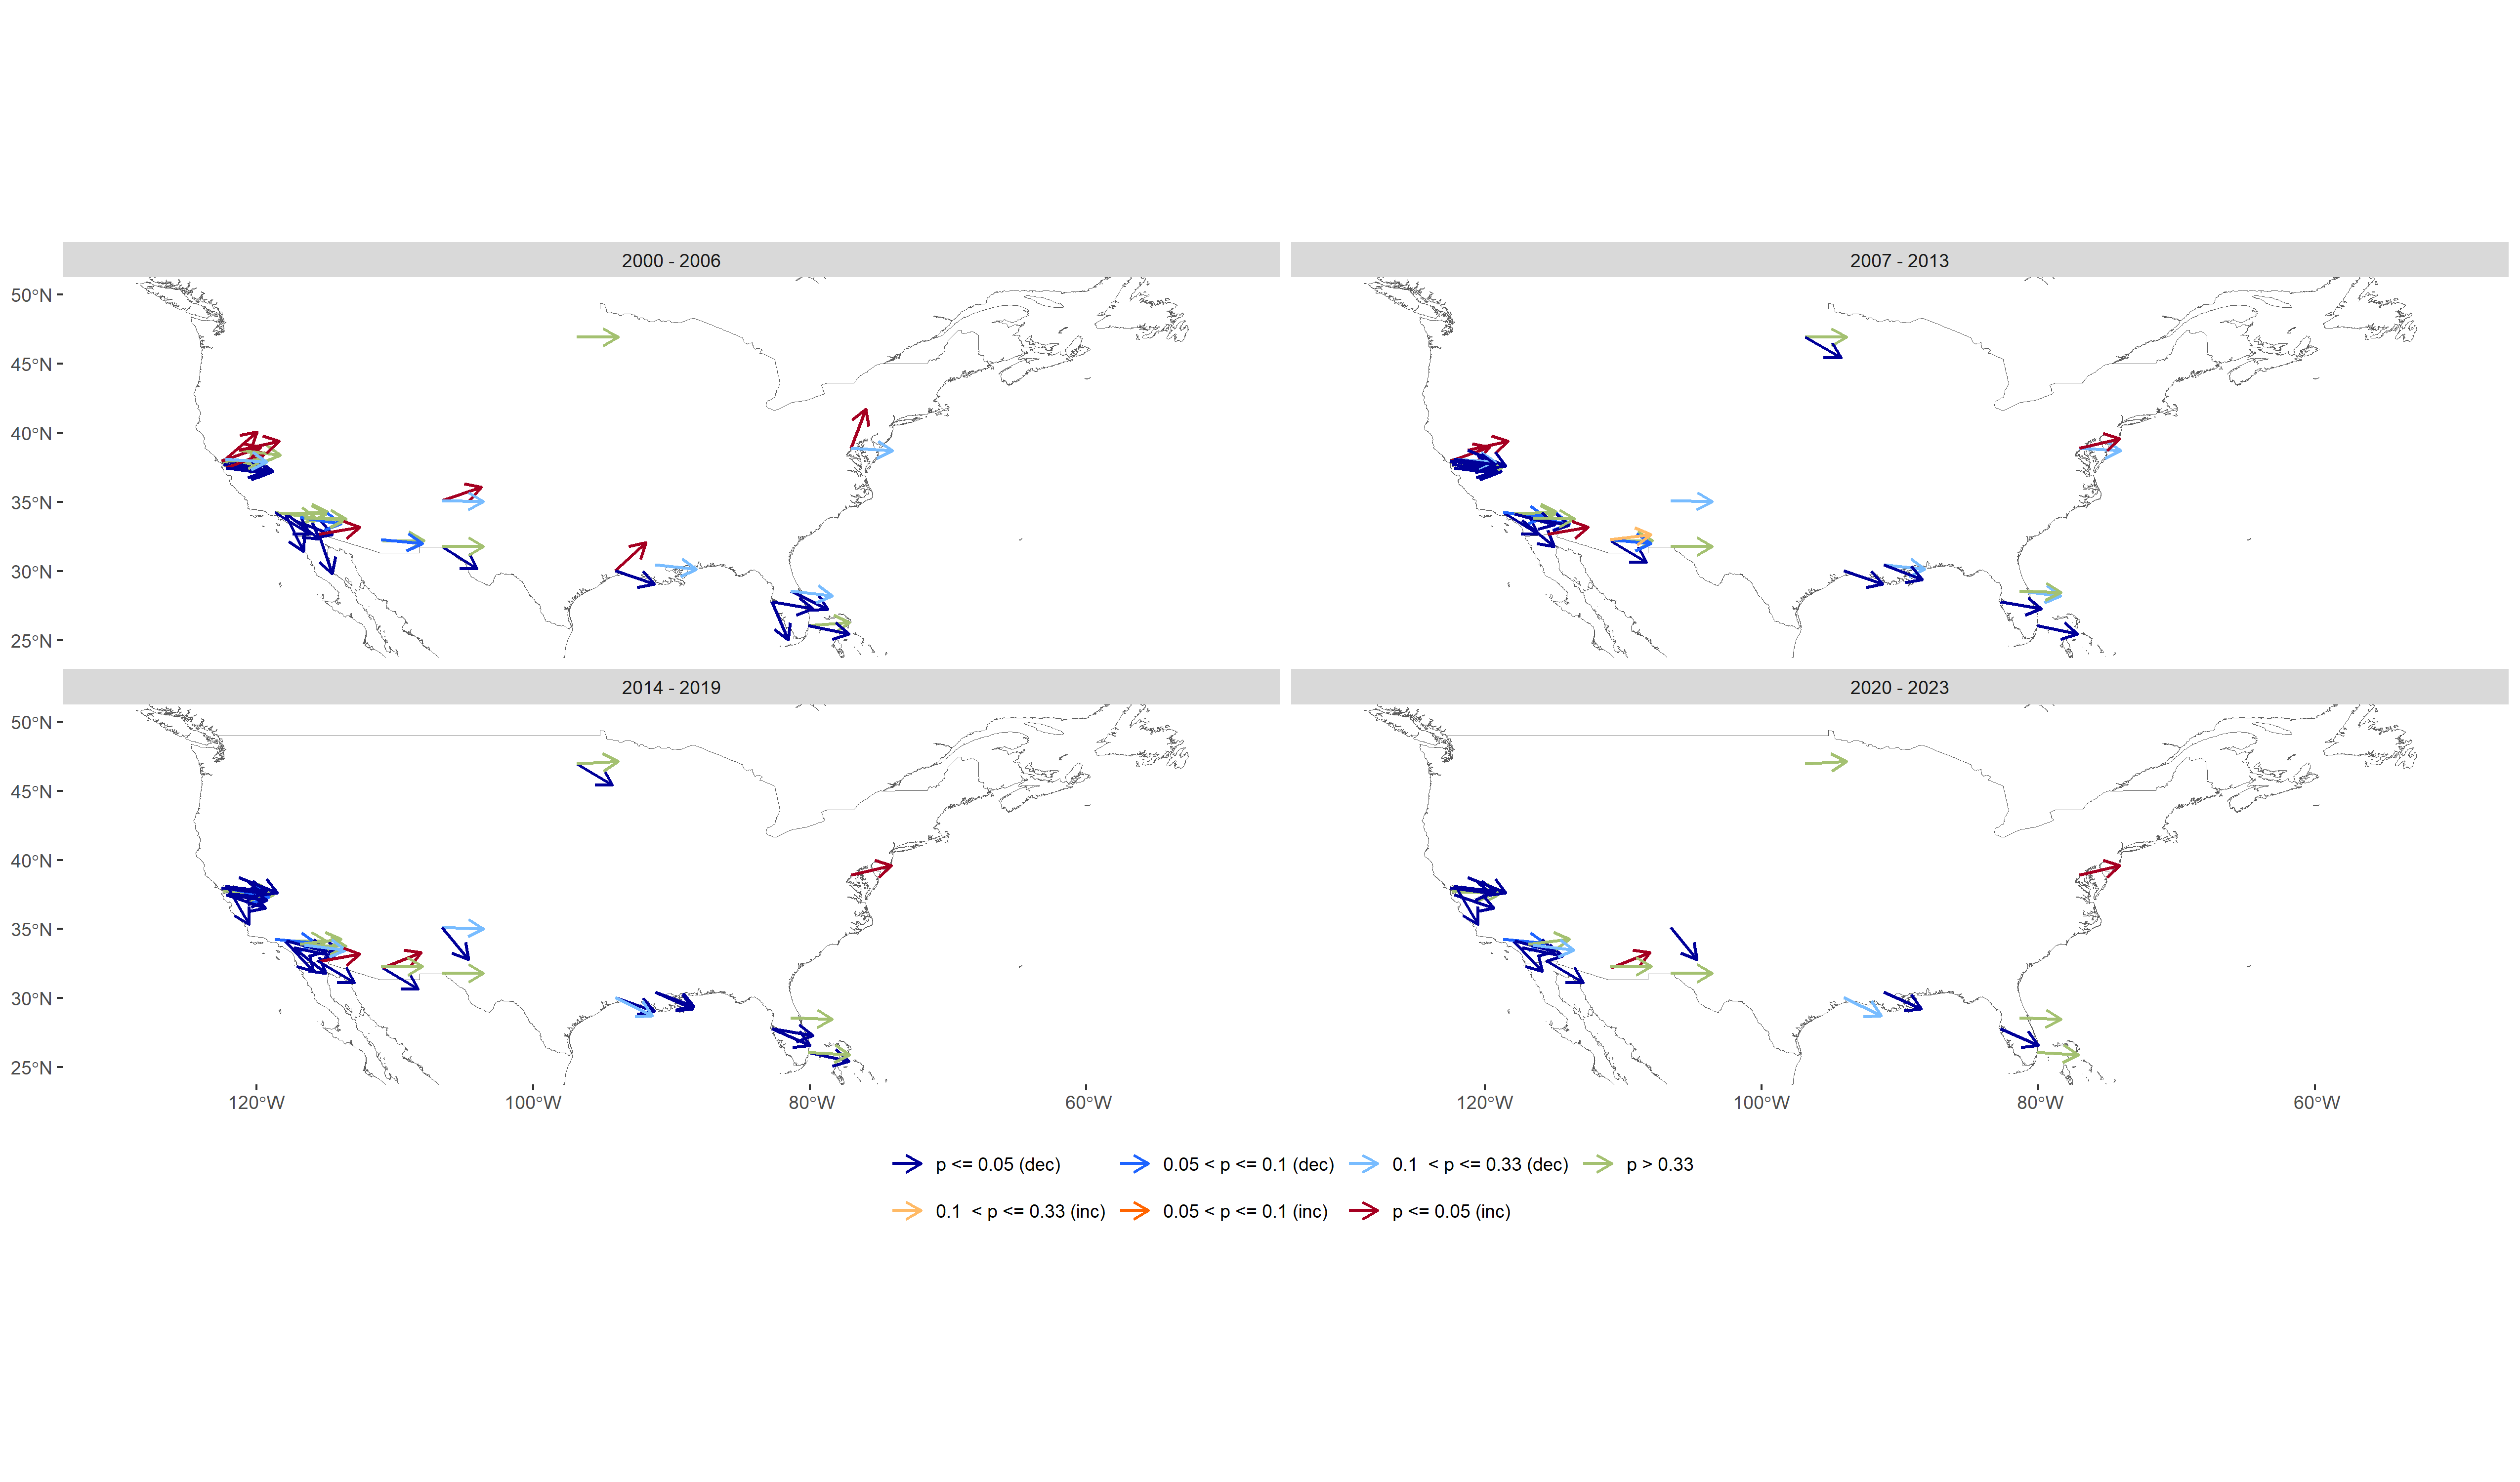 2000 - 2006
2007 - 2013
50°N
45°N
40°N
35°N
30°N
25°N
2014 - 2019
2020 - 2023
50°N
45°N
40°N
35°N
30°N
25°N
120°W
100°W
80°W
60°W
120°W
100°W
80°W
60°W
p <= 0.05 (dec)
0.05 < p <= 0.1 (dec)
0.1  < p <= 0.33 (dec)
p > 0.33
0.1  < p <= 0.33 (inc)
0.05 < p <= 0.1 (inc)
p <= 0.05 (inc)